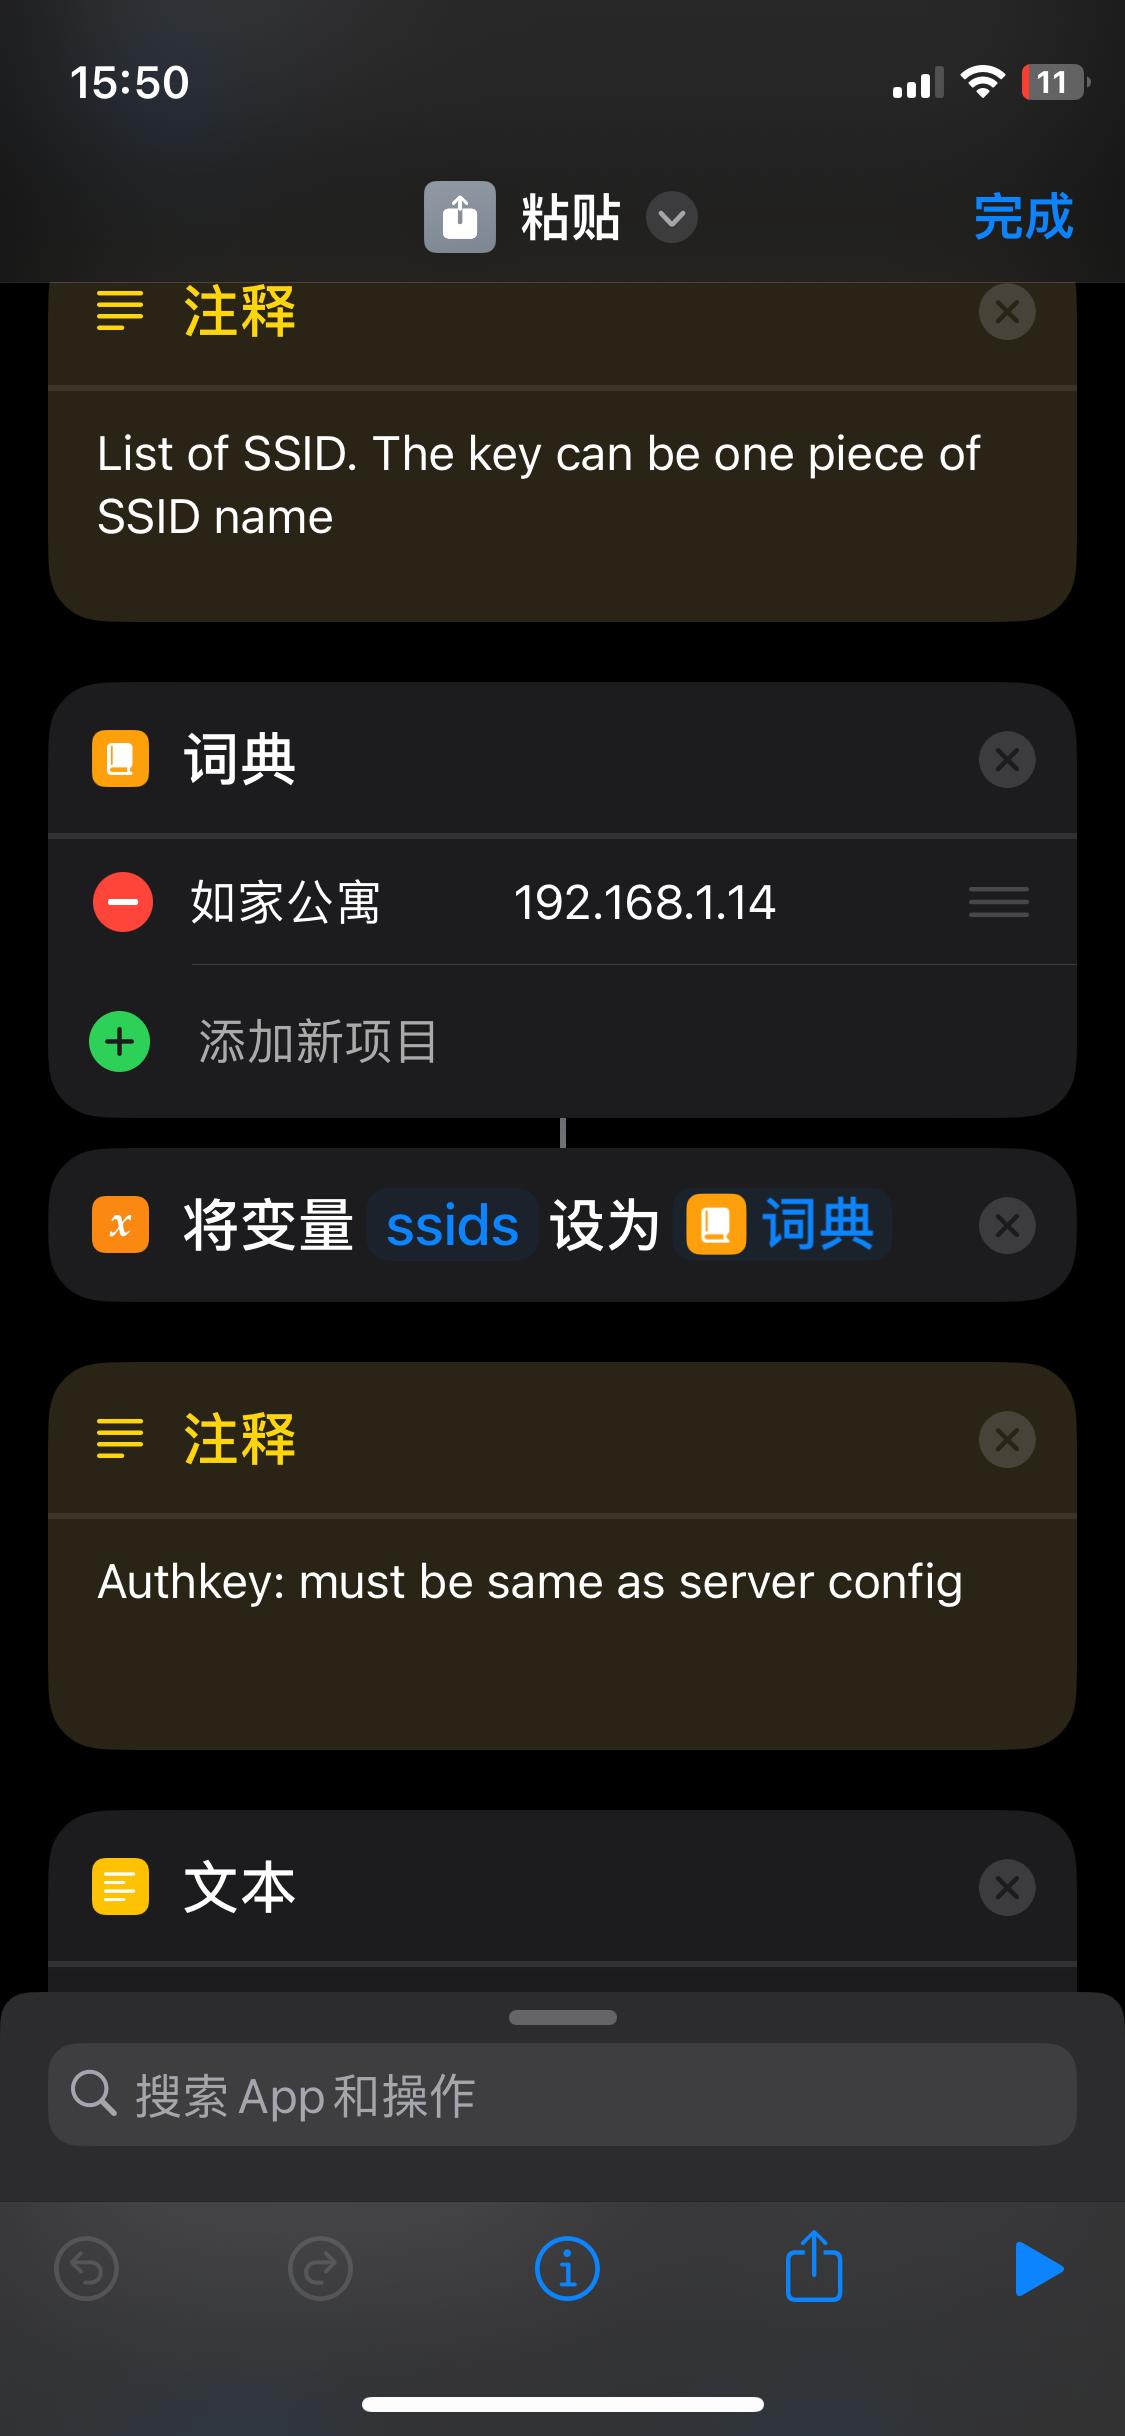 15:50
11
粘贴
完成
注释
List of SSID. The key can be one piece of
SSID name
词典
如家公寓 192.168.1.14
添加新项目
将变量 ssids 设为 词典
注释
Authkey: must be same as server config
文本
搜索 App 和操作